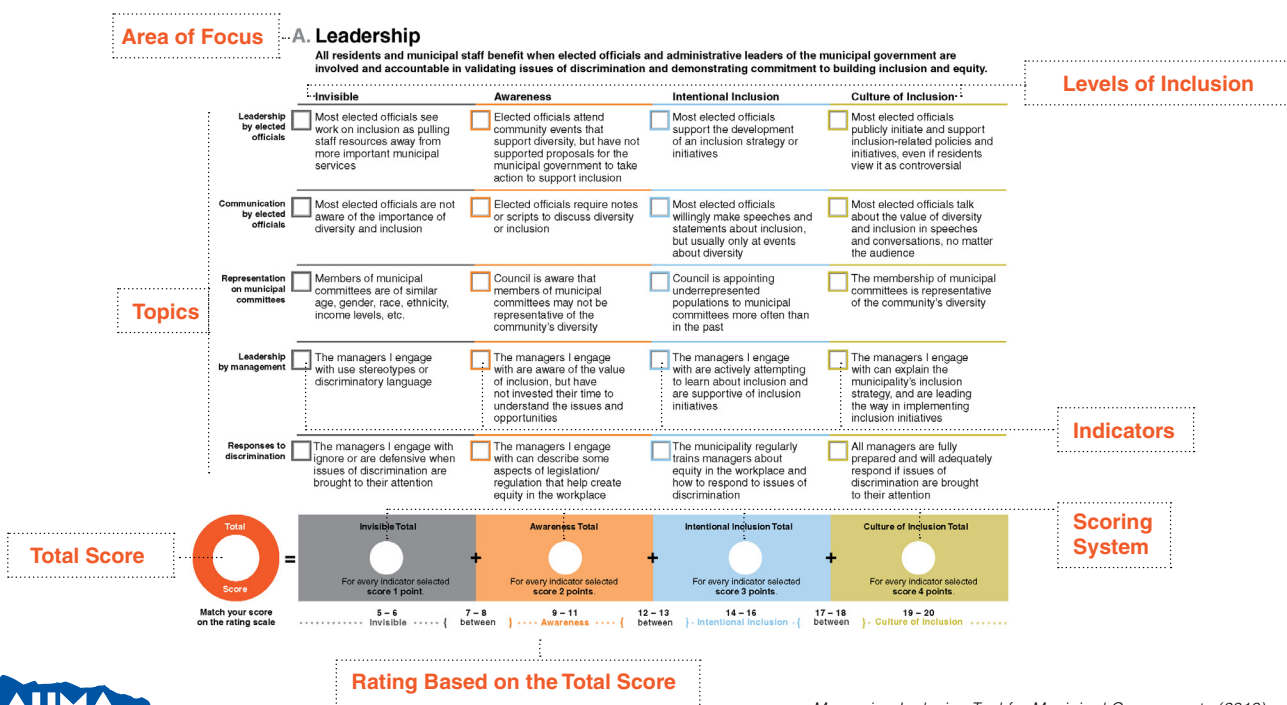 Area of Focus
A. Leadership
All residents and municipal staff benefit when elected officials and administrative leaders of the municipal government are
involved and accountable in validating issues of discrimination and demonstrating commitment to building inclusion and equity.
Levels of Inclusion
Invisible
Awareness
Intentional Inclusion
Culture of Inclusion
Topics
Leadership
by elected
officials
Most elected officials see
work on inclusion as pulling
staff resources away from
more important municipal
services
Elected officials attend
community events that
support diversity, but have not
supported proposals for the
municipal government to take
action to support inclusion
Most elected officials
support the development
of an inclusion strategy or
initiatives
Most elected officials
publicly initiate and support
inclusion-related policies and
initiatives, even if residents
view it as controversial
Communication
by elected
officials
Most elected officials are not
aware of the importance of
diversity and inclusion
Elected officials require notes
or scripts to discuss diversity
or inclusion
Most elected officials
willingly make speeches and
statements about inclusion,
but usually only at events
about diversity
Most elected officials talk
about the value of diversity
and inclusion in speeches
and conversations, no matter
the audience
Representation
on municipal
committees
Members of municipal
committees are of similar
age, gender, race, ethnicity,
income levels, etc.
Council is aware that
members of municipal
committees may not be
representative of the
community's diversity
Council is appointing
underrepresented
populations to municipal
committees more often than
in the past
The membership of municipal
committees is representative
of the community's diversity
Leadership
by management
The managers I engage
with use stereotypes or
discriminatory language
The managers I engage
with are aware of the value
of inclusion, but have
not invested their time to
understand the issues and
opportunities
The managers I engage
with are actively attempting
to learn about inclusion and
are supportive of inclusion
initiatives
The managers I engage
with can explain the
municipality's inclusion
strategy, and are leading
the way in implementing
inclusion initiatives
Indicators
Responses to
discrimination
The managers I engage with
ignore or are defensive when
issues of discrimination are
brought to their attention
The managers I engage
with can describe some
aspects of legislation/
regulation that help create
equity in the workplace
The municipality regularly
trains managers about
equity in the workplace and
how to respond to issues of
discrimination
All managers are fully
prepared and will adequately
respond if issues of
discrimination are brought
to their attention
Total Score
Total
Score
=
Invisible Total
For every indicator selected
score 1 point.
+
Awareness Total
For every indicator selected
score 2 points.
+
Intentional Inclusion Total
For every indicator selected
score 3 points.
+
Culture of Inclusion Total
For every indicator selected
score 4 points.
Scoring
System
Match your score
on the rating scale
5 – 6
Invisible
7 – 8
between
9 – 11
Awareness
12 – 13
between
14 – 16
Intentional Inclusion
17 – 18
between
19 – 20
Culture of Inclusion
Rating Based on the Total Score